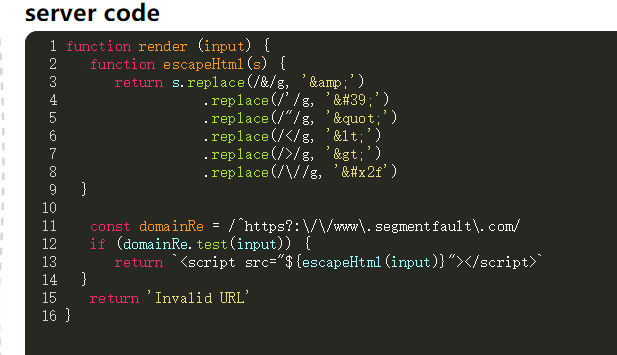 server code
1 function render (input) {
2   function escapeHtml(s) {
3     return s.replace(/&/g, '&amp;')
4             .replace(/'/g, '&#39;')
5             .replace(/"/g, '&quot;')
6             .replace(/</g, '&lt;')
7             .replace(/>/g, '&gt;')
8             .replace(/\//g, '&#x2f')
9   }
10
11   const domainRe = /^https?:\/\/www\.segmentfault\.com/
12   if (domainRe.test(input)) {
13     return `<script src="${escapeHtml(input)}"></script>`
14   }
15   return 'Invalid URL'
16 }